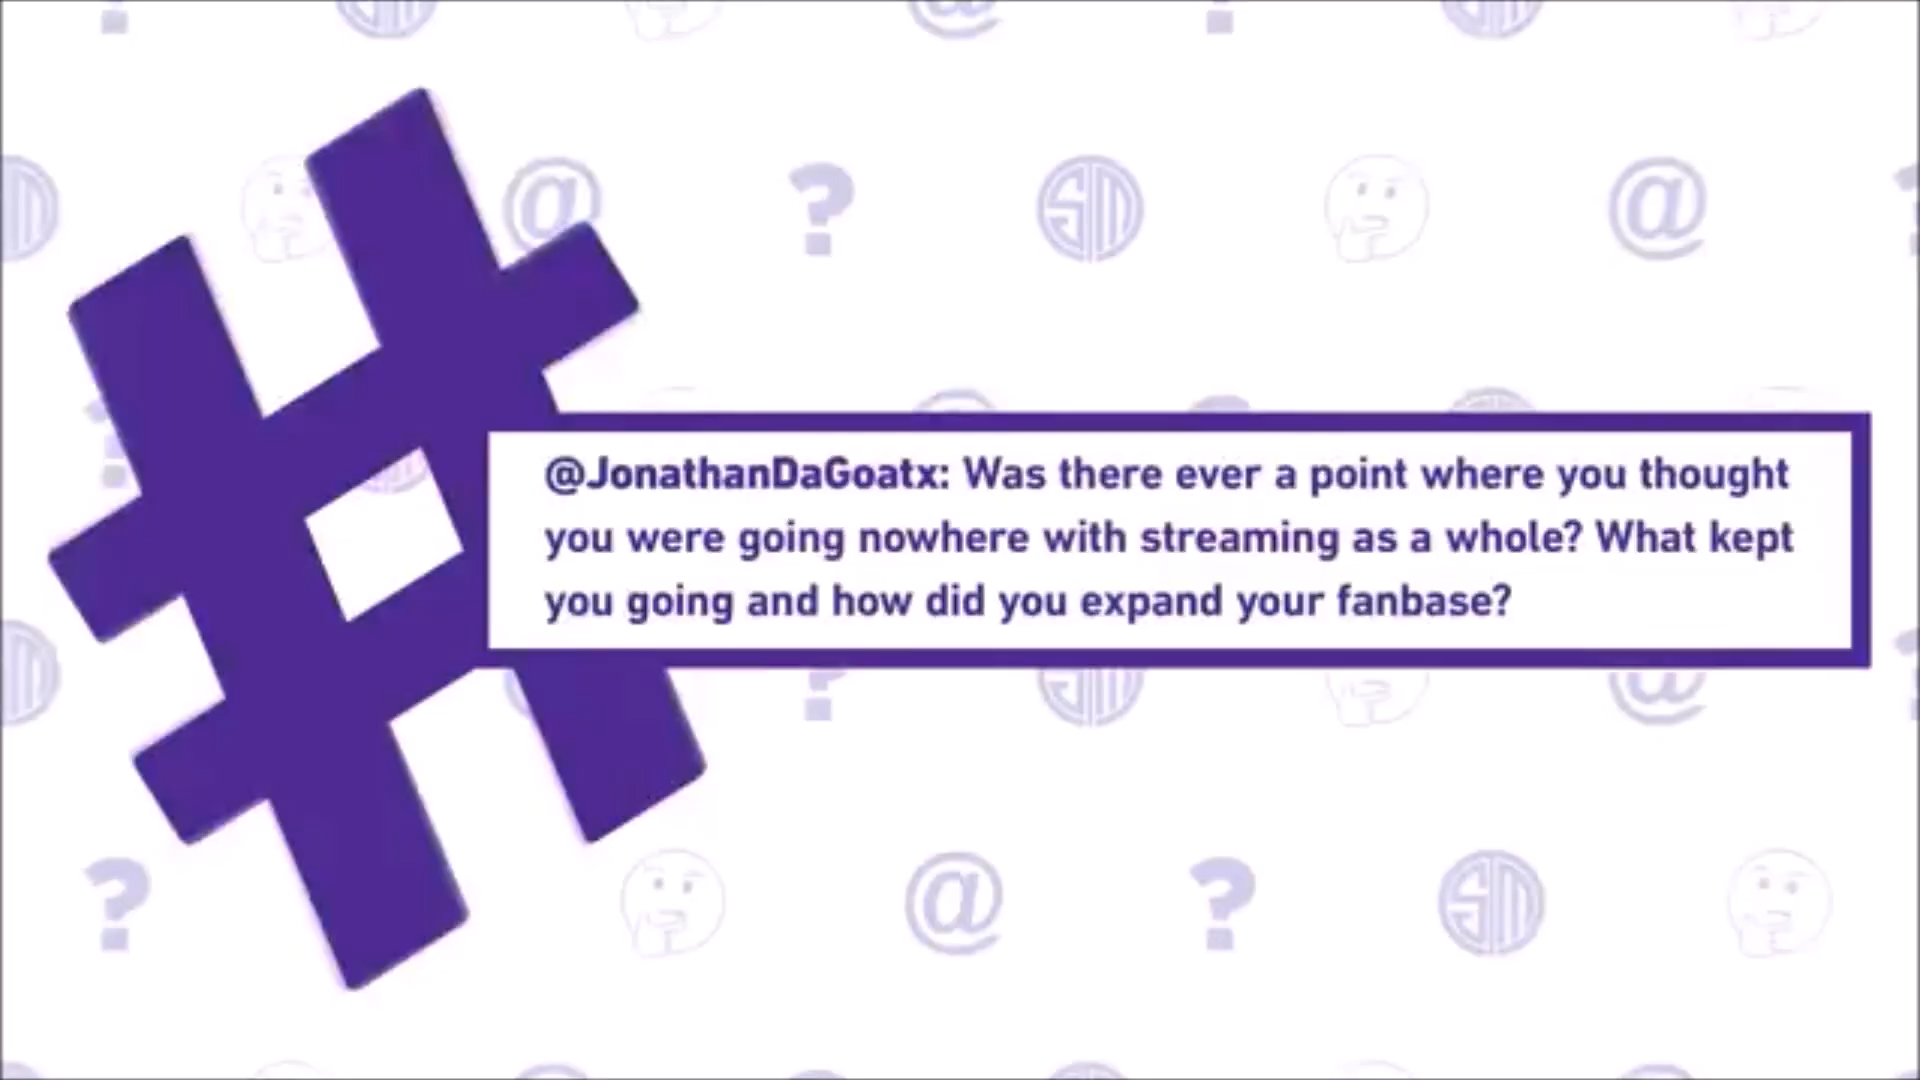 @JonathanDaGoatx: Was there ever a point where you thought
you were going nowhere with streaming as a whole? What kept
you going and how did you expand your fanbase?